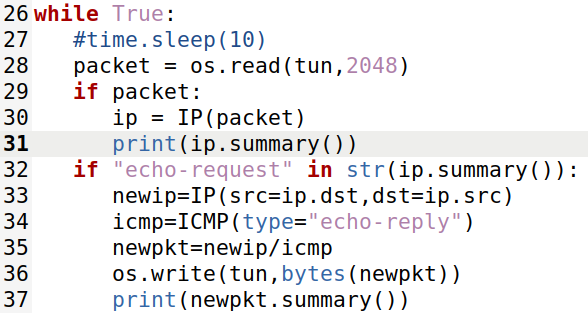 26 while True:
27    #time.sleep(10)
28    packet = os.read(tun,2048)
29    if packet:
30       ip = IP(packet)
31       print(ip.summary())
32    if "echo-request" in str(ip.summary()):
33       newip=IP(src=ip.dst,dst=ip.src)
34       icmp=ICMP(type="echo-reply")
35       newpkt=newip/icmp
36       os.write(tun,bytes(newpkt))
37       print(newpkt.summary())